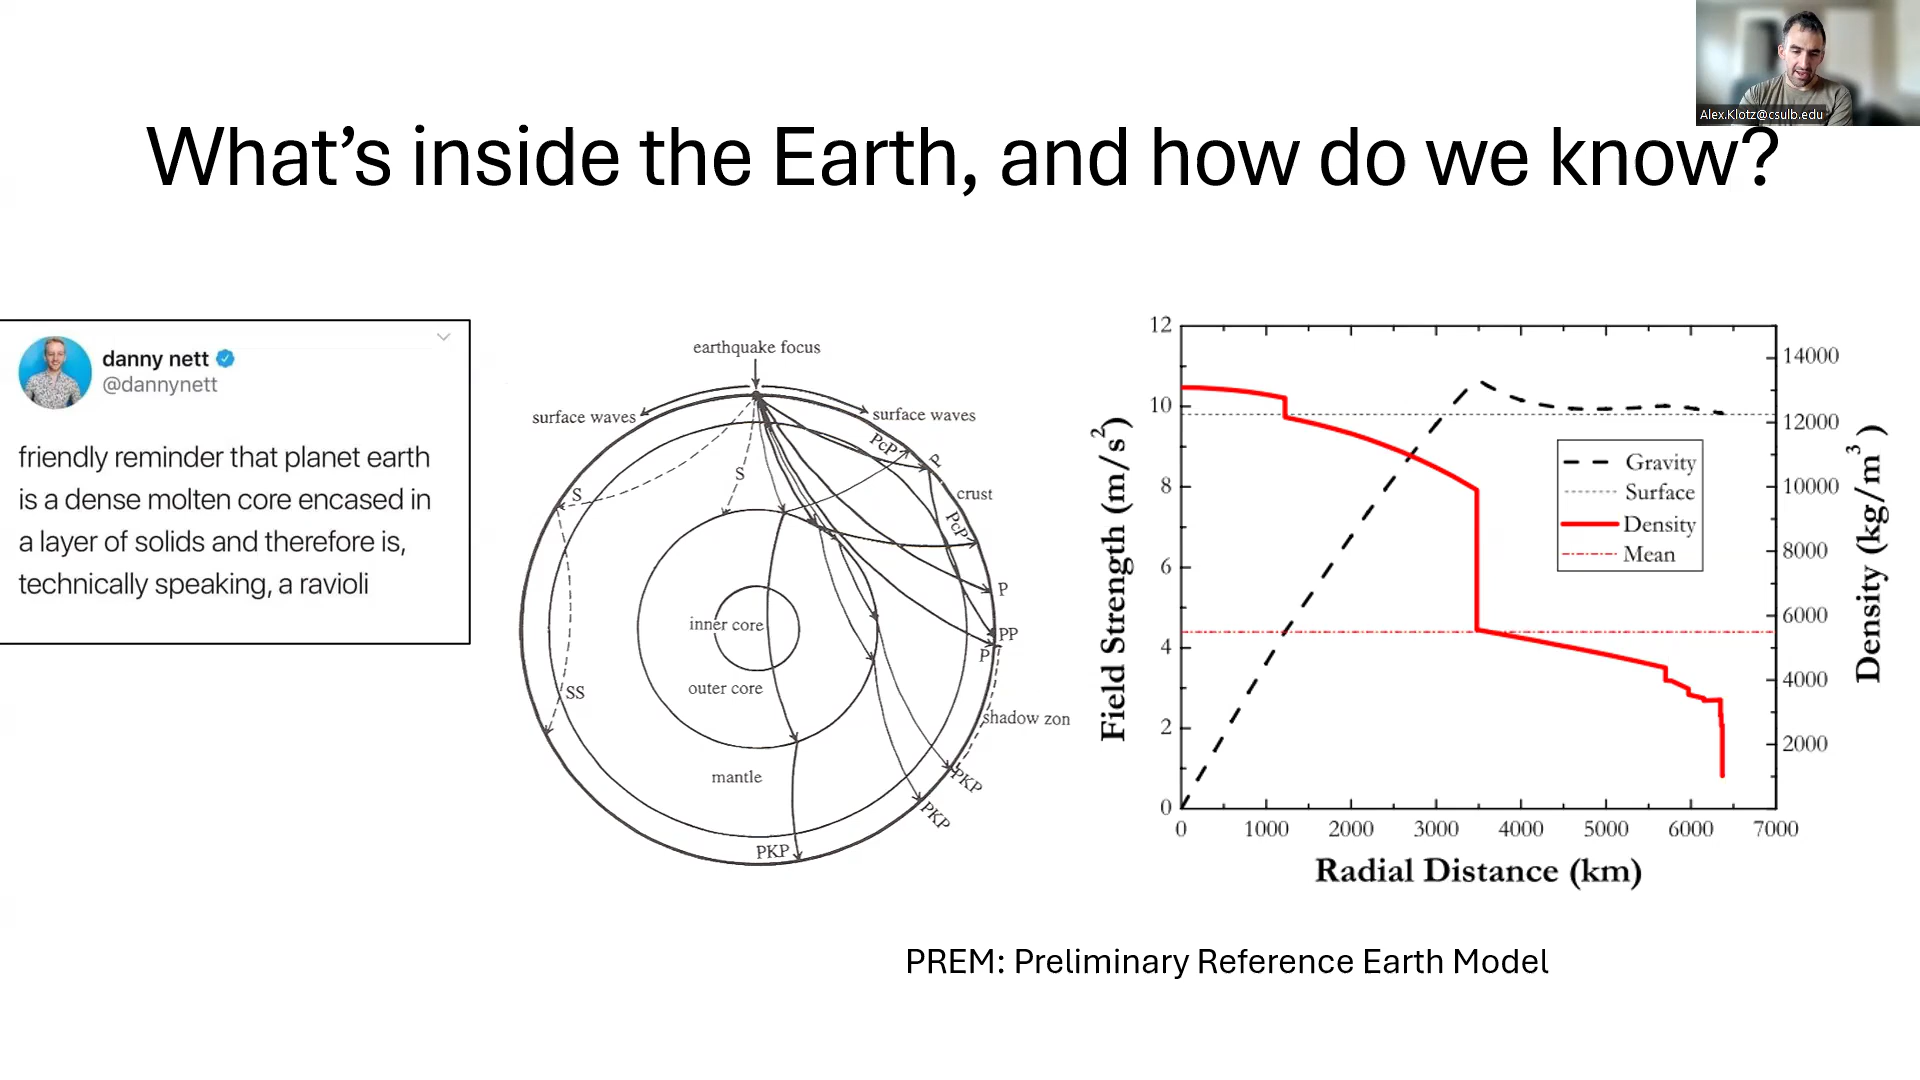 Alex.Klotz@csulb.edu
What’s inside the Earth, and how do we know?
danny nett
@dannynett
friendly reminder that planet earth
is a dense molten core encased in
a layer of solids and therefore is,
technically speaking, a ravioli
earthquake focus
surface waves
surface waves
PcP
P
S
S
crust
PcP
P
PP
P
inner core
outer core
SS
shadow zon
mantle
PKP
PKP
PKP
12
10
8
6
4
2
0
Field Strength (m/s²)
Gravity
Surface
Density
Mean
14000
12000
10000
8000
6000
4000
2000
Density (kg/m³)
0 1000 2000 3000 4000 5000 6000 7000
Radial Distance (km)
PREM: Preliminary Reference Earth Model